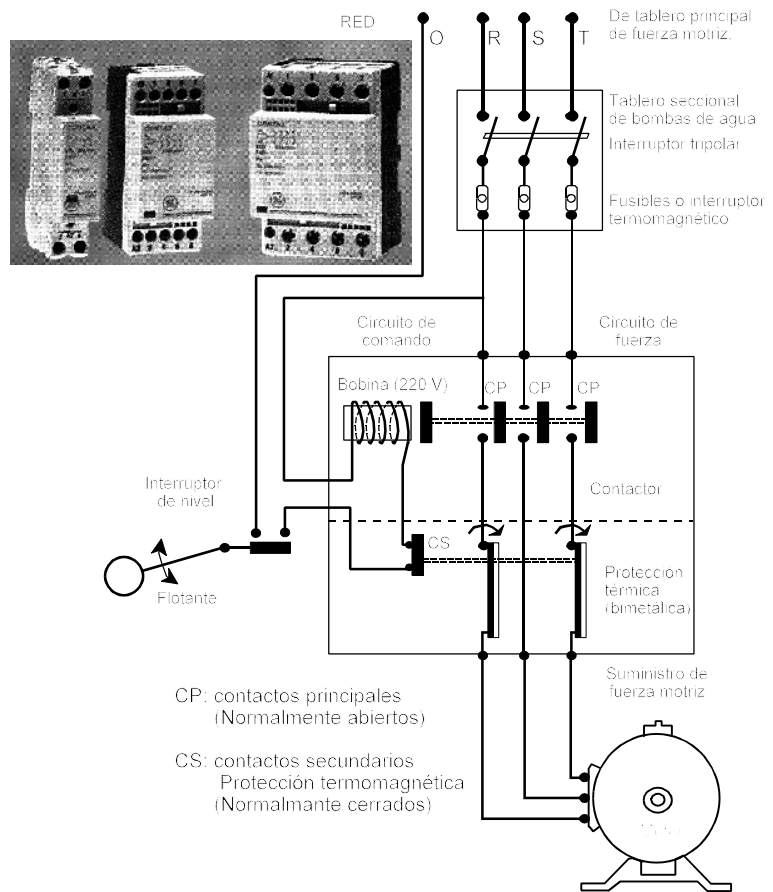 RED
O
R
S
T
De tablero principal
de fuerza motriz.
Tablero seccional
de bombas de agua
Interruptor tripolar
Fusibles o interruptor
termomagnético
Circuito de
comando
Circuito de
fuerza
Bobina (220 V)
CP
CP
CP
Interruptor
de nivel
Contactor
CS
Flotante
Protección
térmica
(bimetálica)
Suministro de
fuerza motriz
CP: contactos principales
(Normalmente abiertos)
CS: contactos secundarios
Protección termomagnética
(Normalmante cerrados)